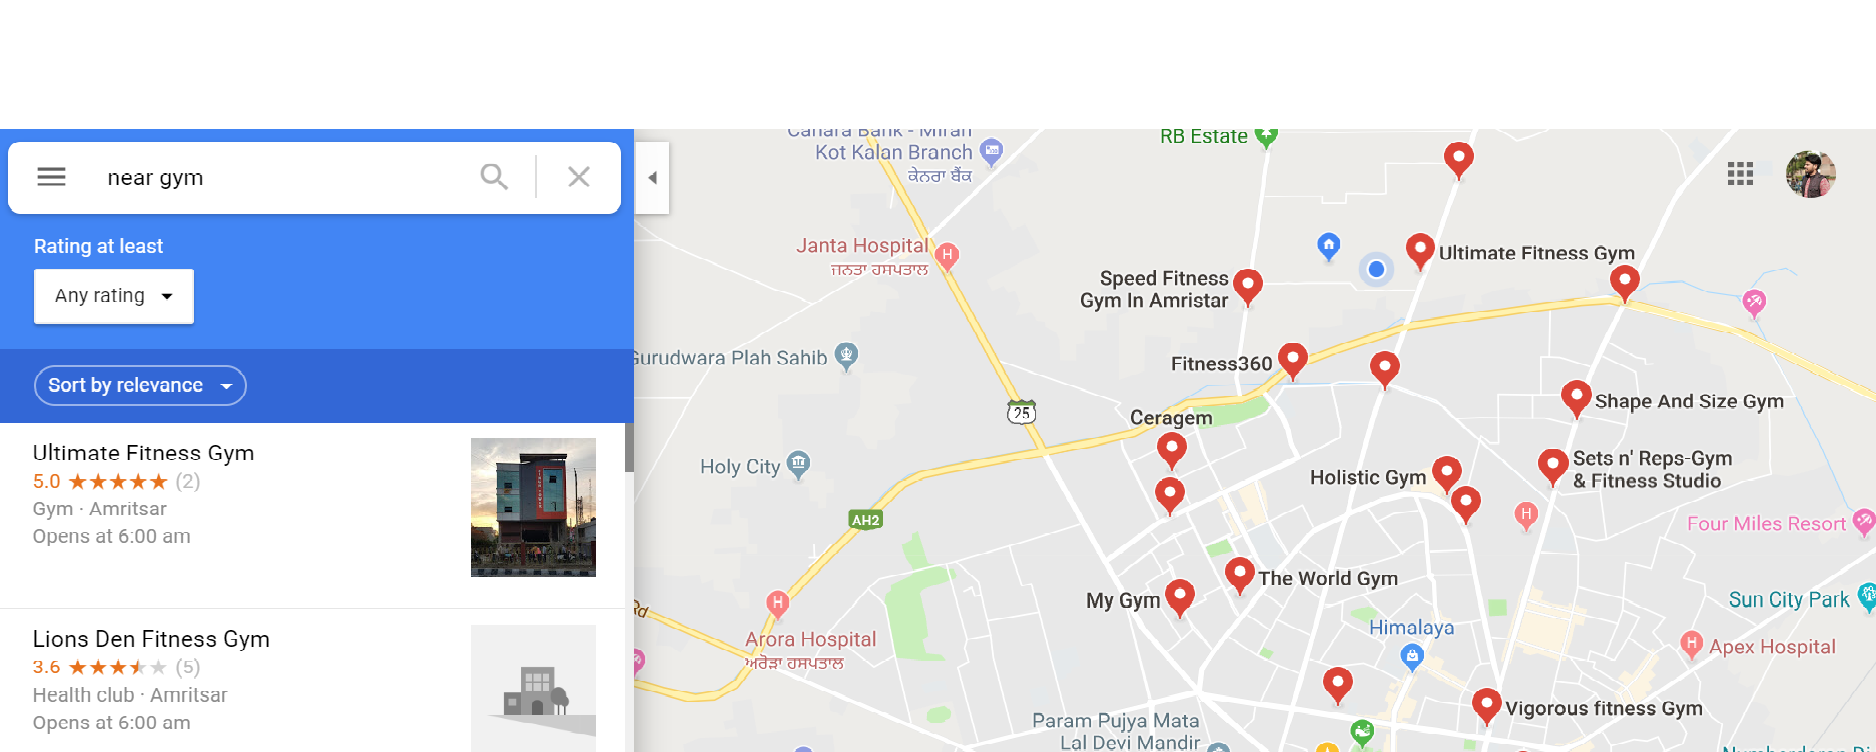 near gym
Rating at least
Any rating
Sort by relevance
Ultimate Fitness Gym
5.0 (2)
Gym · Amritsar
Opens at 6:00 am
Lions Den Fitness Gym
3.6 (5)
Health club · Amritsar
Opens at 6:00 am
Canara Bank - Miran
Kot Kalan Branch
ਕੇਨਰਾ ਬੈਂਕ
RB Estate
Janta Hospital
ਜਨਤਾ ਹਸਪਤਾਲ
H
Ultimate Fitness Gym
Speed Fitness
Gym In Amristar
Gurudwara Plah Sahib
Fitness360
25
Ceragem
Shape And Size Gym
Holy City
Holistic Gym
Sets n' Reps-Gym
& Fitness Studio
H
AH2
Four Miles Resort
The World Gym
My Gym
Rd
H
Arora Hospital
ਅਰੋੜਾ ਹਸਪਤਾਲ
Himalaya
Sun City Park
H
Apex Hospital
Vigorous fitness Gym
Param Pujya Mata
Lal Devi Mandir